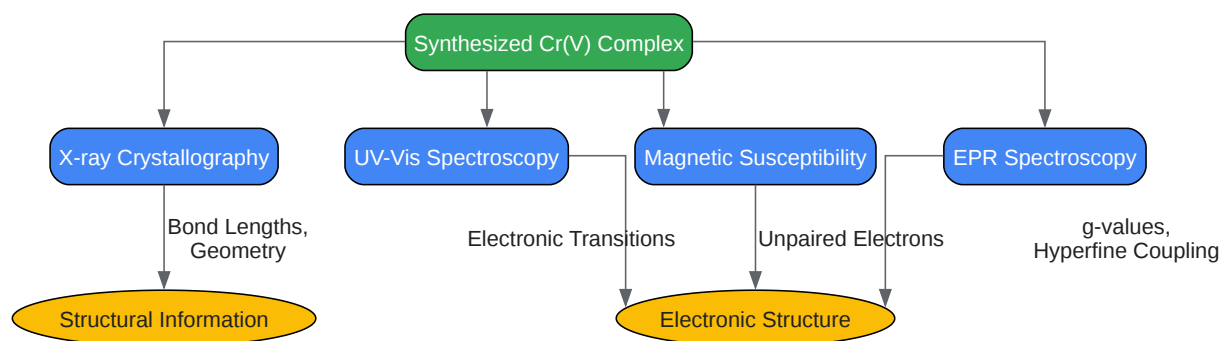 Synthesized Cr(V) Complex
X-ray Crystallography
UV-Vis Spectroscopy
Magnetic Susceptibility
EPR Spectroscopy
Bond Lengths,
Geometry
Electronic Transitions
Unpaired Electrons
g-values,
Hyperfine Coupling
Structural Information
Electronic Structure